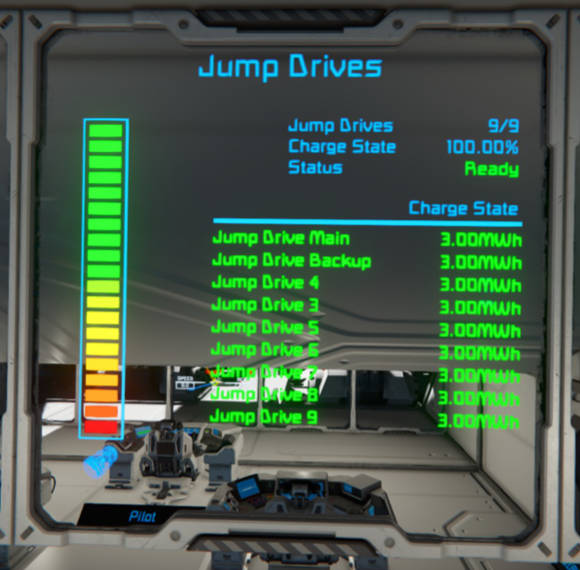 Jump Drives
Jump Drives 9/9
Charge State 100.00%
Status Ready
Charge State
Jump Drive Main 3.00MWh
Jump Drive Backup 3.00MWh
Jump Drive 4 3.00MWh
Jump Drive 3 3.00MWh
Jump Drive 5 3.00MWh
Jump Drive 6 3.00MWh
Jump Drive 7 3.00MWh
Jump Drive 8 3.00MWh
Jump Drive 9 3.00MWh
SPEED
Pilot